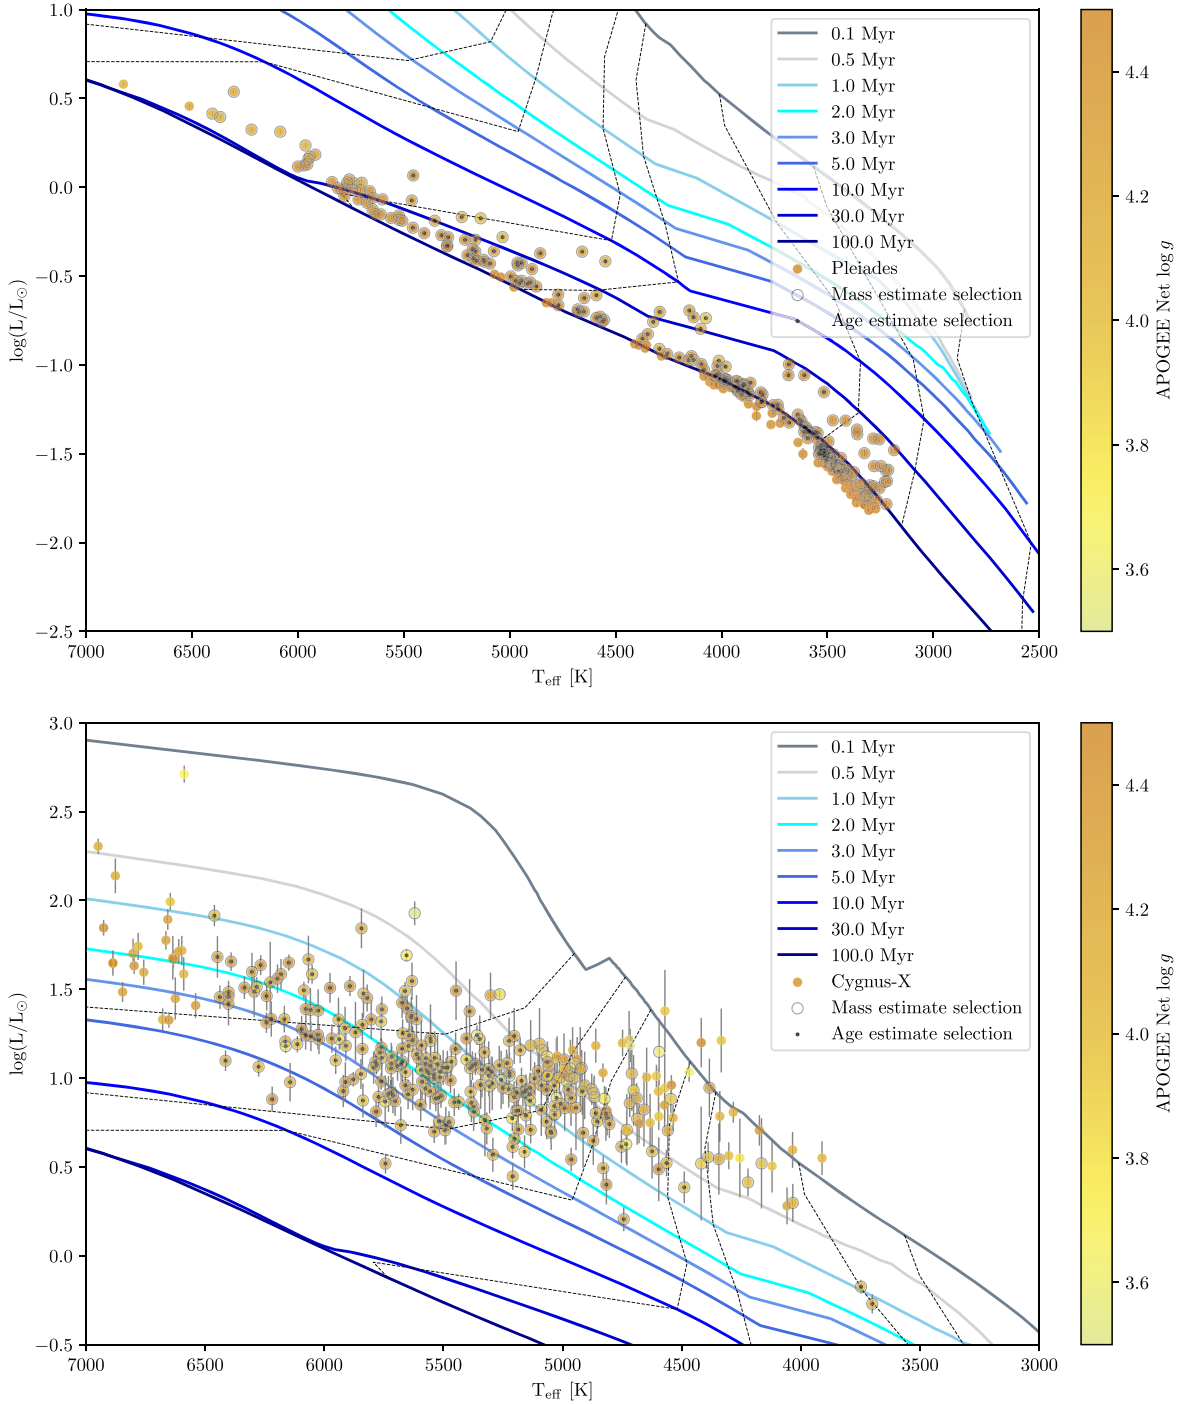 1.0
0.5
0.0
−0.5
−1.0
−1.5
−2.0
−2.5
log(L/L⊙)
7000 6500 6000 5500 5000 4500 4000 3500 3000 2500
Teff [K]
0.1 Myr
0.5 Myr
1.0 Myr
2.0 Myr
3.0 Myr
5.0 Myr
10.0 Myr
30.0 Myr
100.0 Myr
Pleiades
Mass estimate selection
Age estimate selection
4.4
4.2
4.0
3.8
3.6
APOGEE Net log g
3.0
2.5
2.0
1.5
1.0
0.5
0.0
−0.5
log(L/L⊙)
7000 6500 6000 5500 5000 4500 4000 3500 3000
Teff [K]
0.1 Myr
0.5 Myr
1.0 Myr
2.0 Myr
3.0 Myr
5.0 Myr
10.0 Myr
30.0 Myr
100.0 Myr
Cygnus-X
Mass estimate selection
Age estimate selection
4.4
4.2
4.0
3.8
3.6
APOGEE Net log g